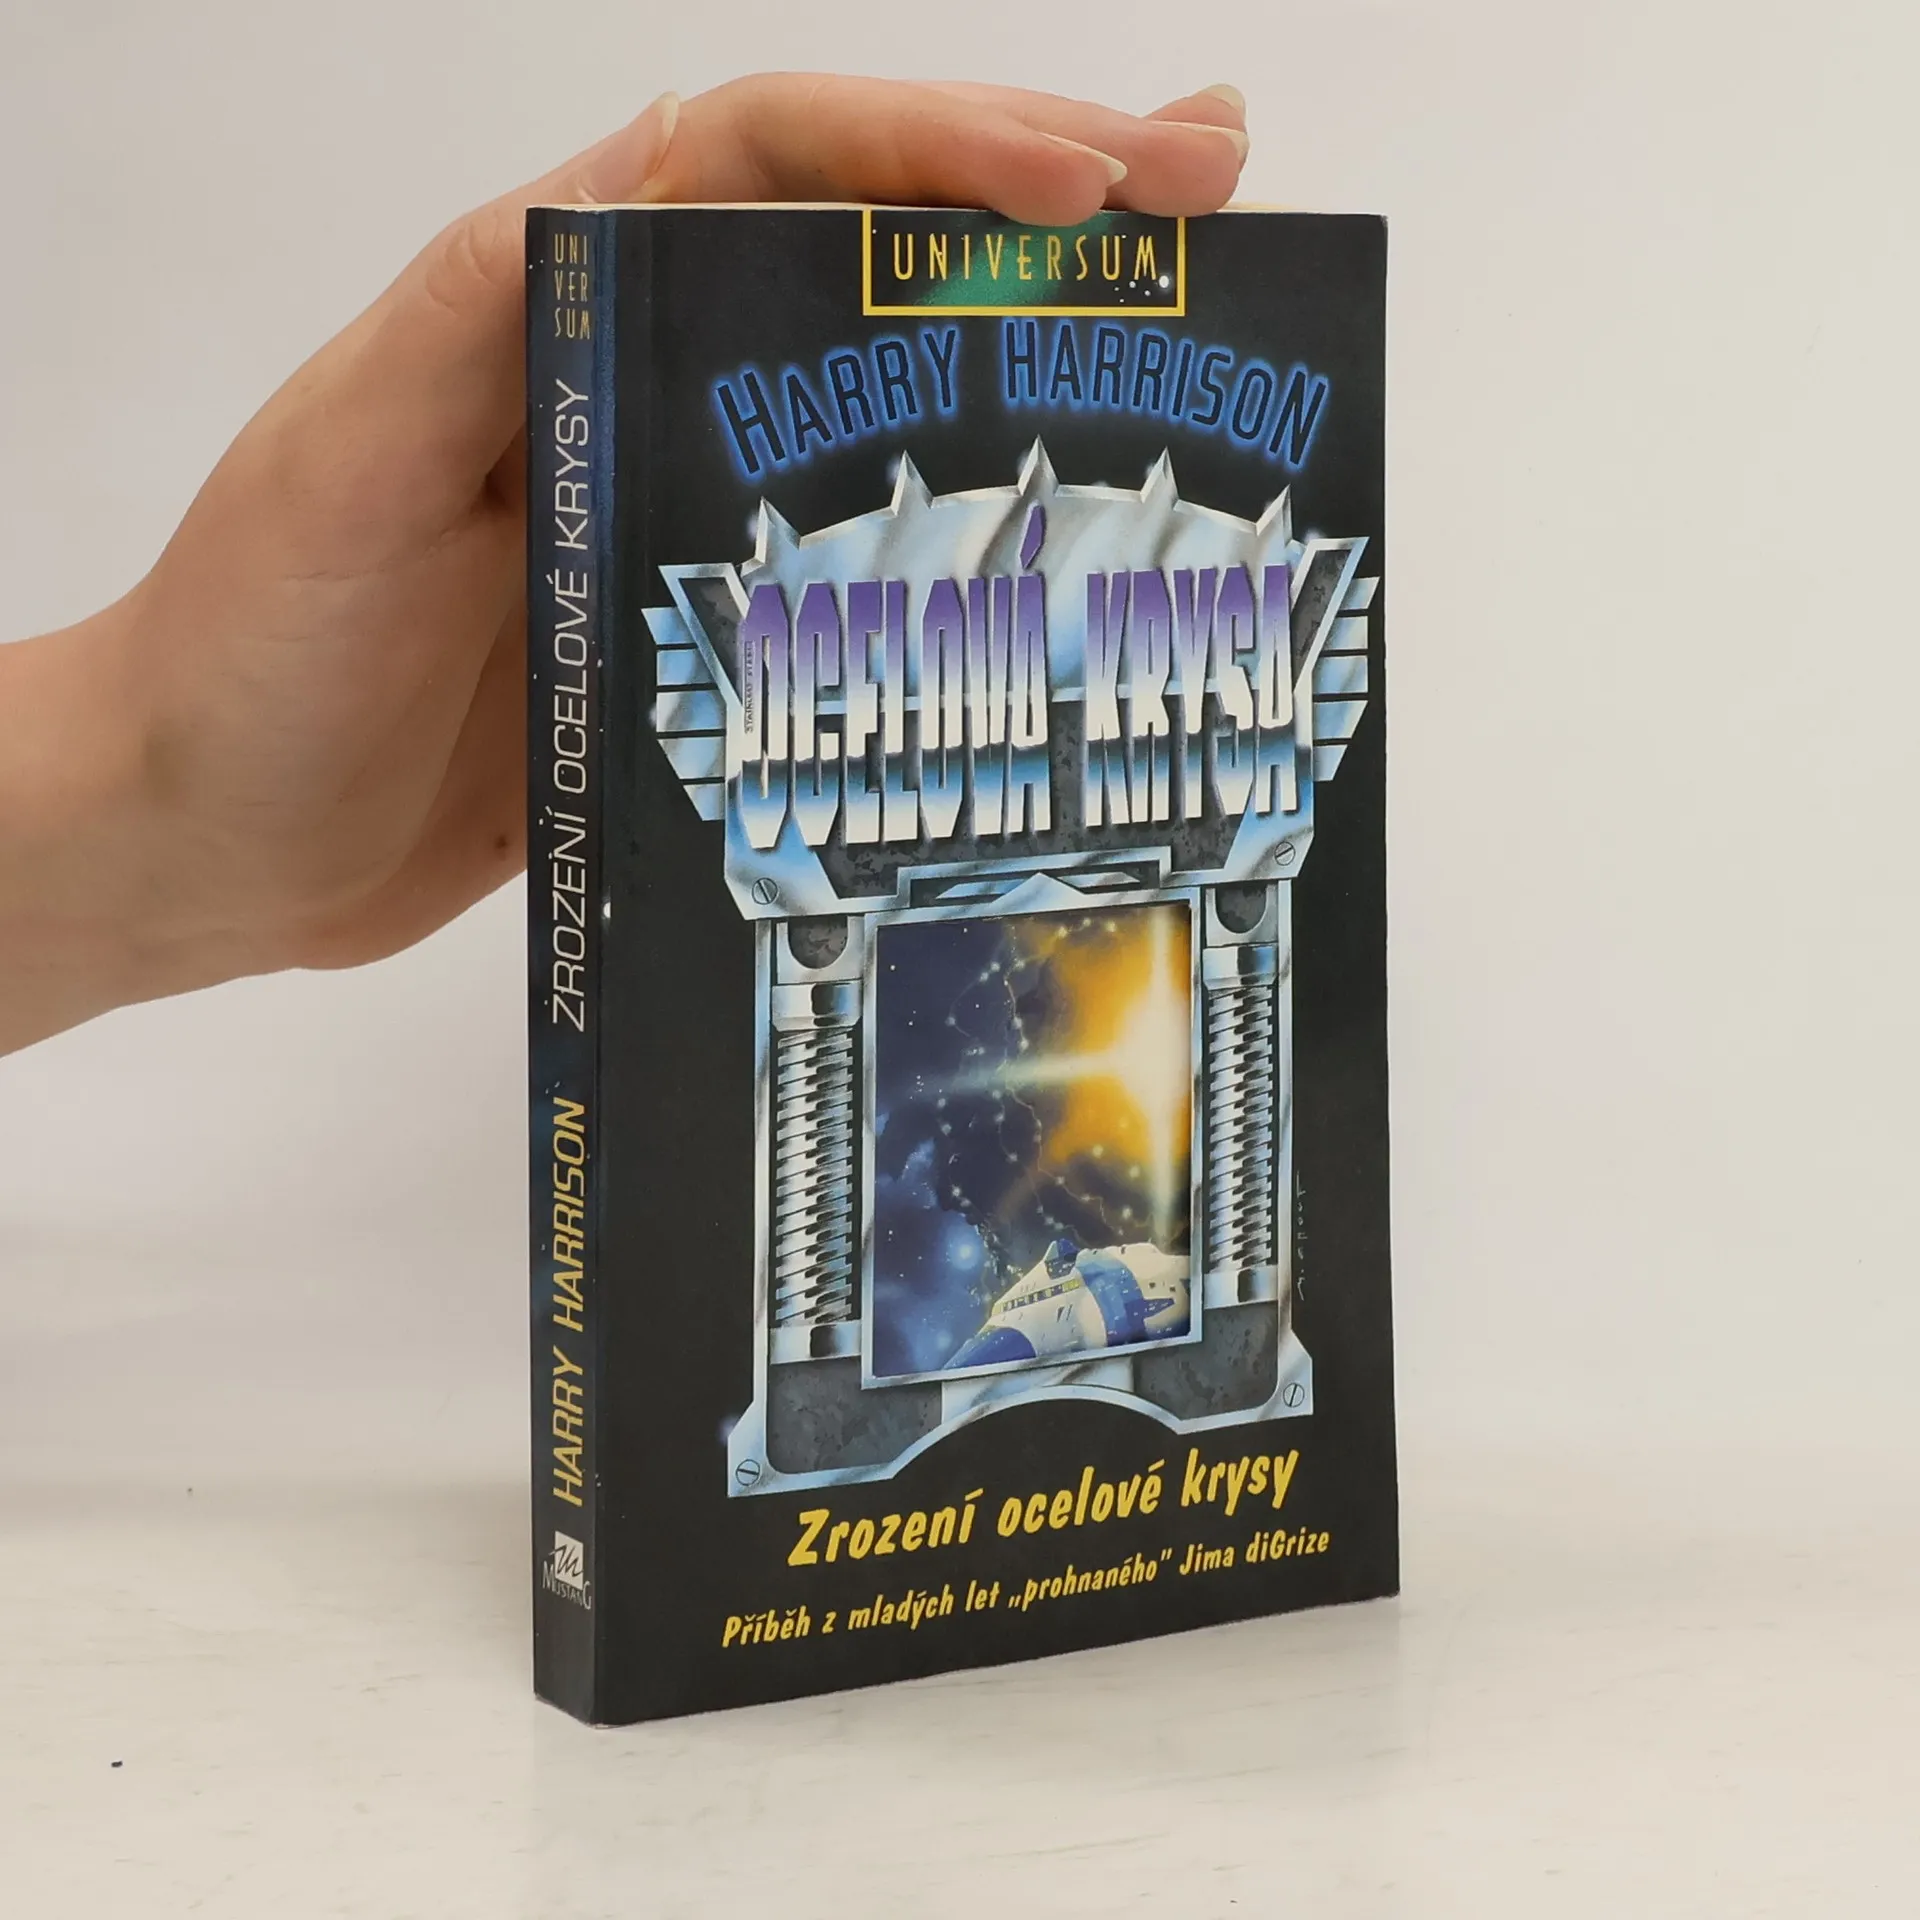 UNI
VER
SUM
ZROZENÍ OCELOVÉ KRYSY
HARRY HARRISON
MUSTANG
UNIVERSUM
HARRY HARRISON
OCELOVÁ KRYSA
Zrození ocelové krysy
Příběh z mladých let „prohnaného” Jima diGrize